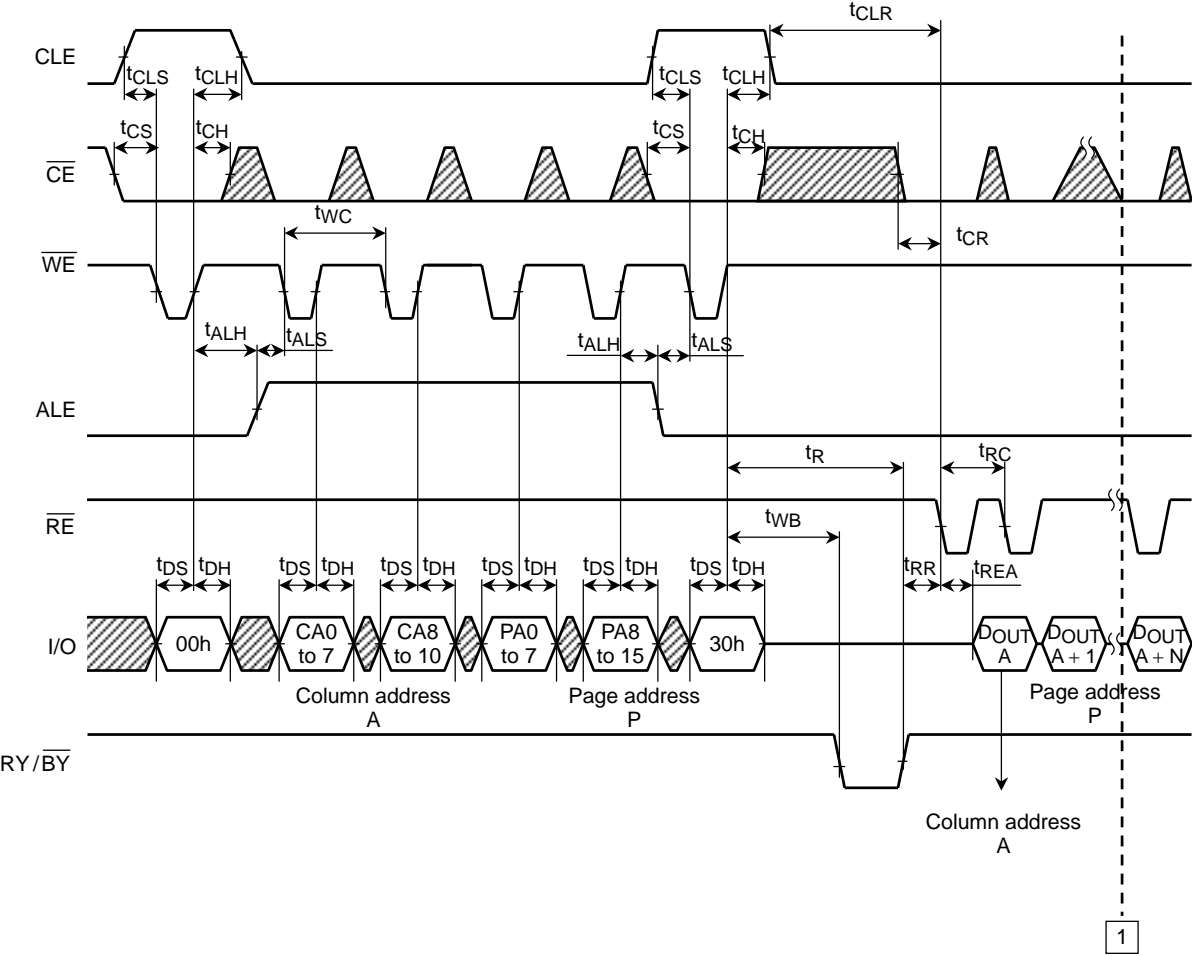 tCLR
CLE
tCLS tCLH tCLS tCLH
tCS tCH tCS tCH
CE
tWC
tCR
WE
tALH tALS tALH tALS
ALE
tR tRC
RE
tWB
tDS tDH tDS tDH tDS tDH tDS tDH tDS tDH tDS tDH tRR tREA
I/O
00h
CA0
to 7
CA8
to 10
PA0
to 7
PA8
to 15
30h
DOUT
A
DOUT
A + 1
DOUT
A + N
Column address
A
Page address
P
Page address
P
RY/BY
Column address
A
1